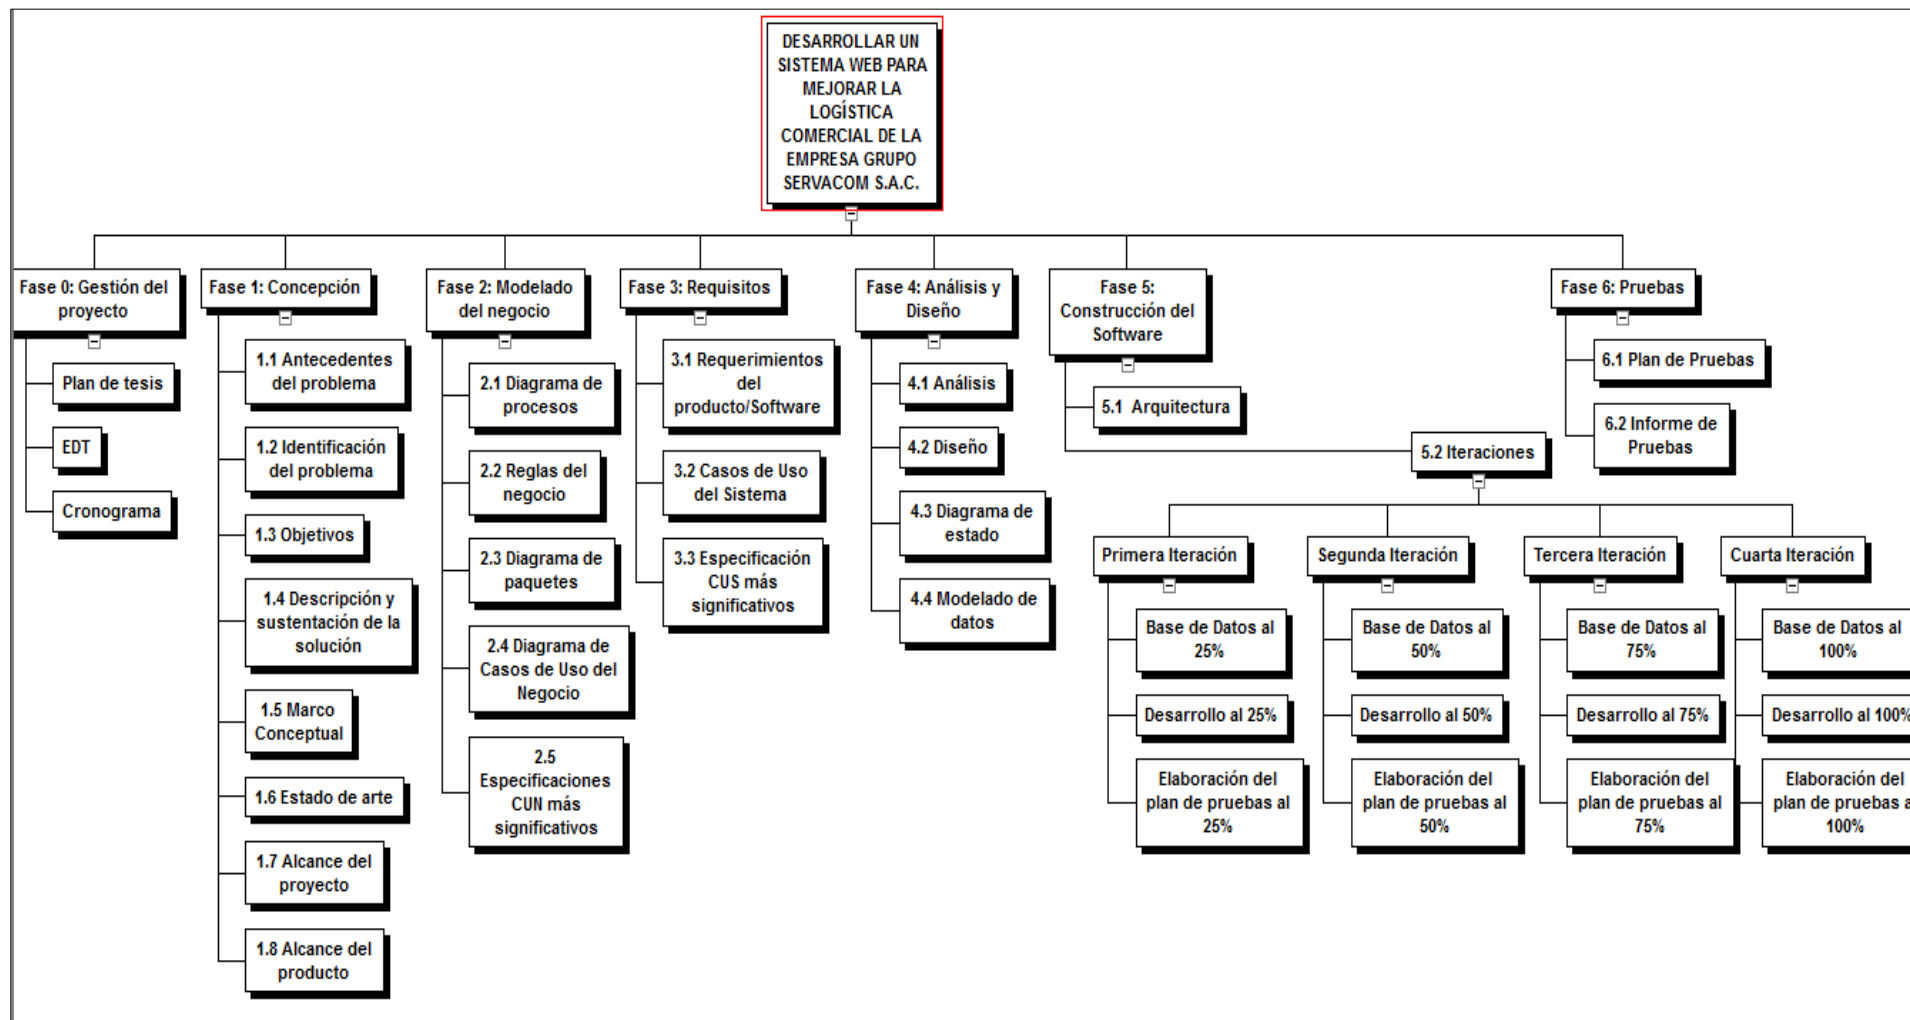 DESARROLLAR UN
SISTEMA WEB PARA
MEJORAR LA
LOGÍSTICA
COMERCIAL DE LA
EMPRESA GRUPO
SERVACOM S.A.C.
Fase 0: Gestión del
proyecto
Plan de tesis
EDT
Cronograma
Fase 1: Concepción
1.1 Antecedentes
del problema
1.2 Identificación
del problema
1.3 Objetivos
1.4 Descripción y
sustentación de la
solución
1.5 Marco
Conceptual
1.6 Estado de arte
1.7 Alcance del
proyecto
1.8 Alcance del
producto
Fase 2: Modelado
del negocio
2.1 Diagrama de
procesos
2.2 Reglas del
negocio
2.3 Diagrama de
paquetes
2.4 Diagrama de
Casos de Uso del
Negocio
2.5
Especificaciones
CUN más
significativos
Fase 3: Requisitos
3.1 Requerimientos
del
producto/Software
3.2 Casos de Uso
del Sistema
3.3 Especificación
CUS más
significativos
Fase 4: Análisis y
Diseño
4.1 Análisis
4.2 Diseño
4.3 Diagrama de
estado
4.4 Modelado de
datos
Fase 5:
Construcción del
Software
5.1 Arquitectura
5.2 Iteraciones
Primera Iteración
Base de Datos al
25%
Desarrollo al 25%
Elaboración del
plan de pruebas al
25%
Segunda Iteración
Base de Datos al
50%
Desarrollo al 50%
Elaboración del
plan de pruebas al
50%
Tercera Iteración
Base de Datos al
75%
Desarrollo al 75%
Elaboración del
plan de pruebas al
75%
Cuarta Iteración
Base de Datos al
100%
Desarrollo al 100%
Elaboración del
plan de pruebas a
100%
Fase 6: Pruebas
6.1 Plan de Pruebas
6.2 Informe de
Pruebas